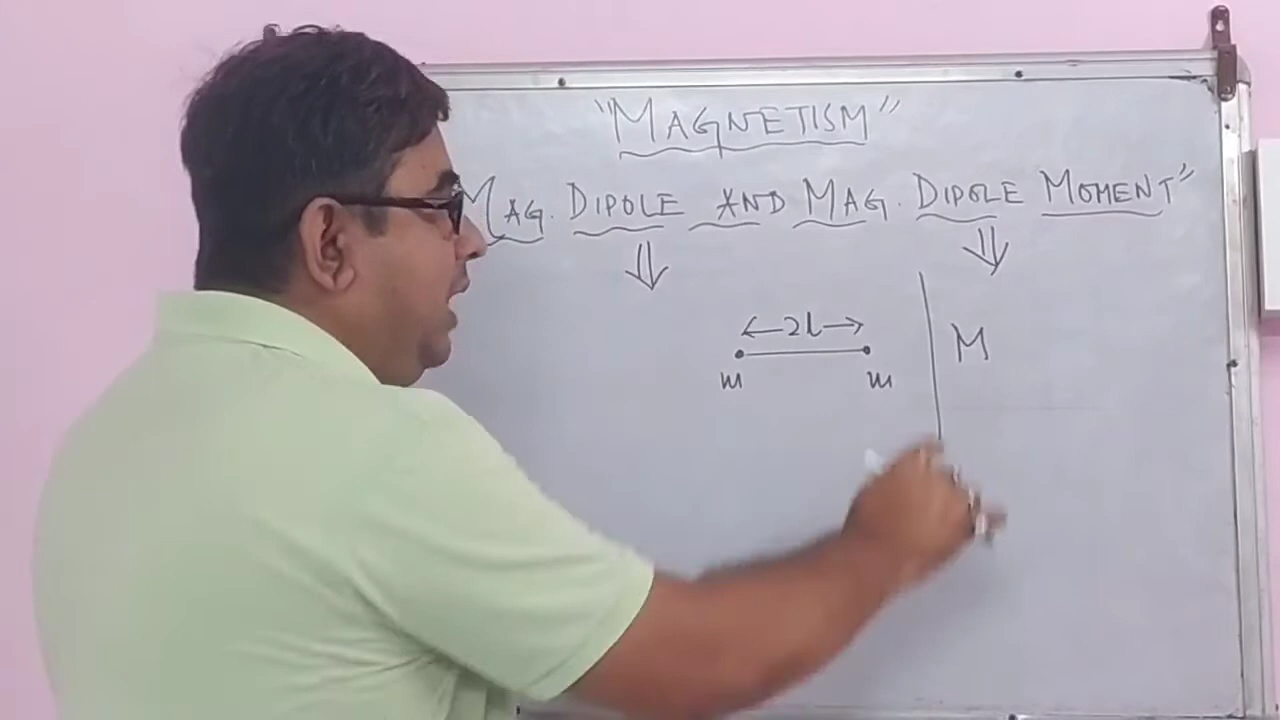 "MAGNETISM"
MAG. DIPOLE AND MAG. DIPOLE MOMENT"
←2l→
m m
M